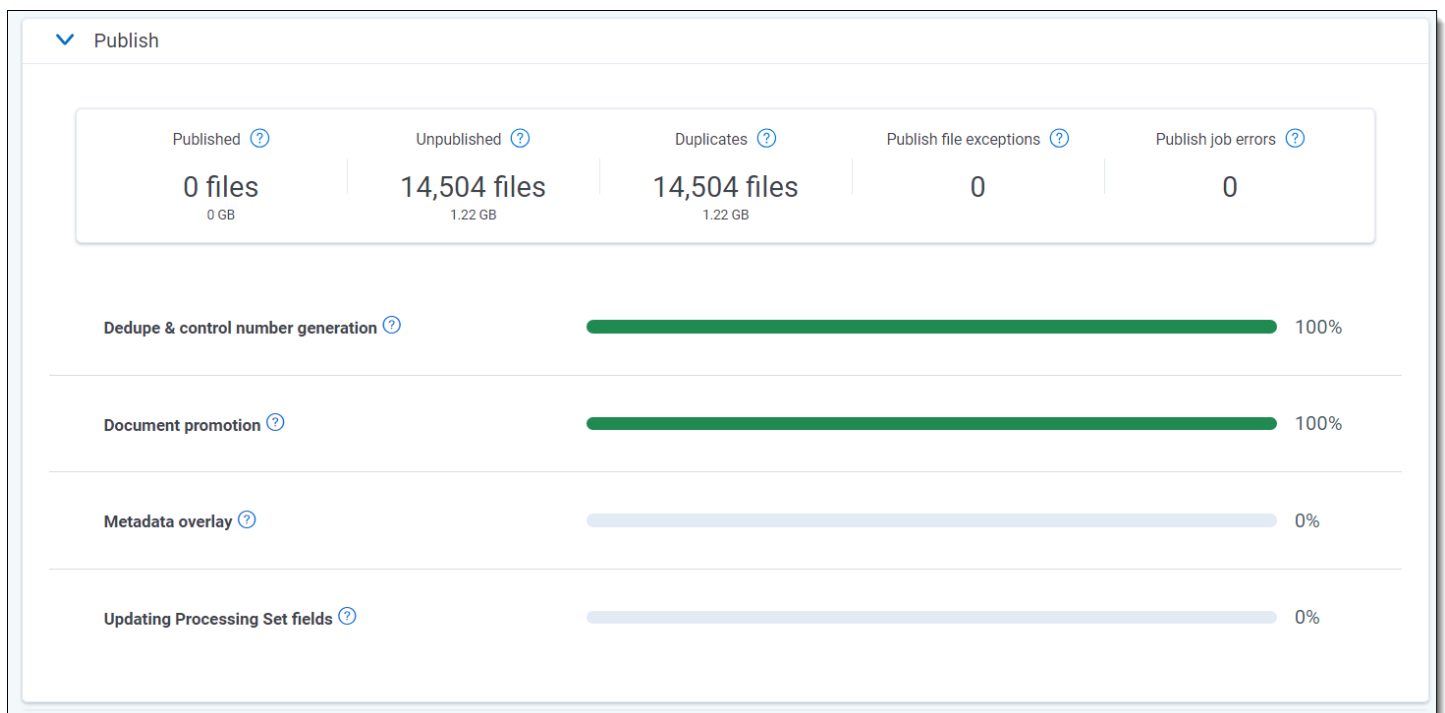 Publish
Published ? Unpublished ? Duplicates ? Publish file exceptions ? Publish job errors ?
0 files 14,504 files 14,504 files 0 0
0 GB 1.22 GB 1.22 GB
Dedupe & control number generation ? 100%
Document promotion ? 100%
Metadata overlay ? 0%
Updating Processing Set fields ? 0%